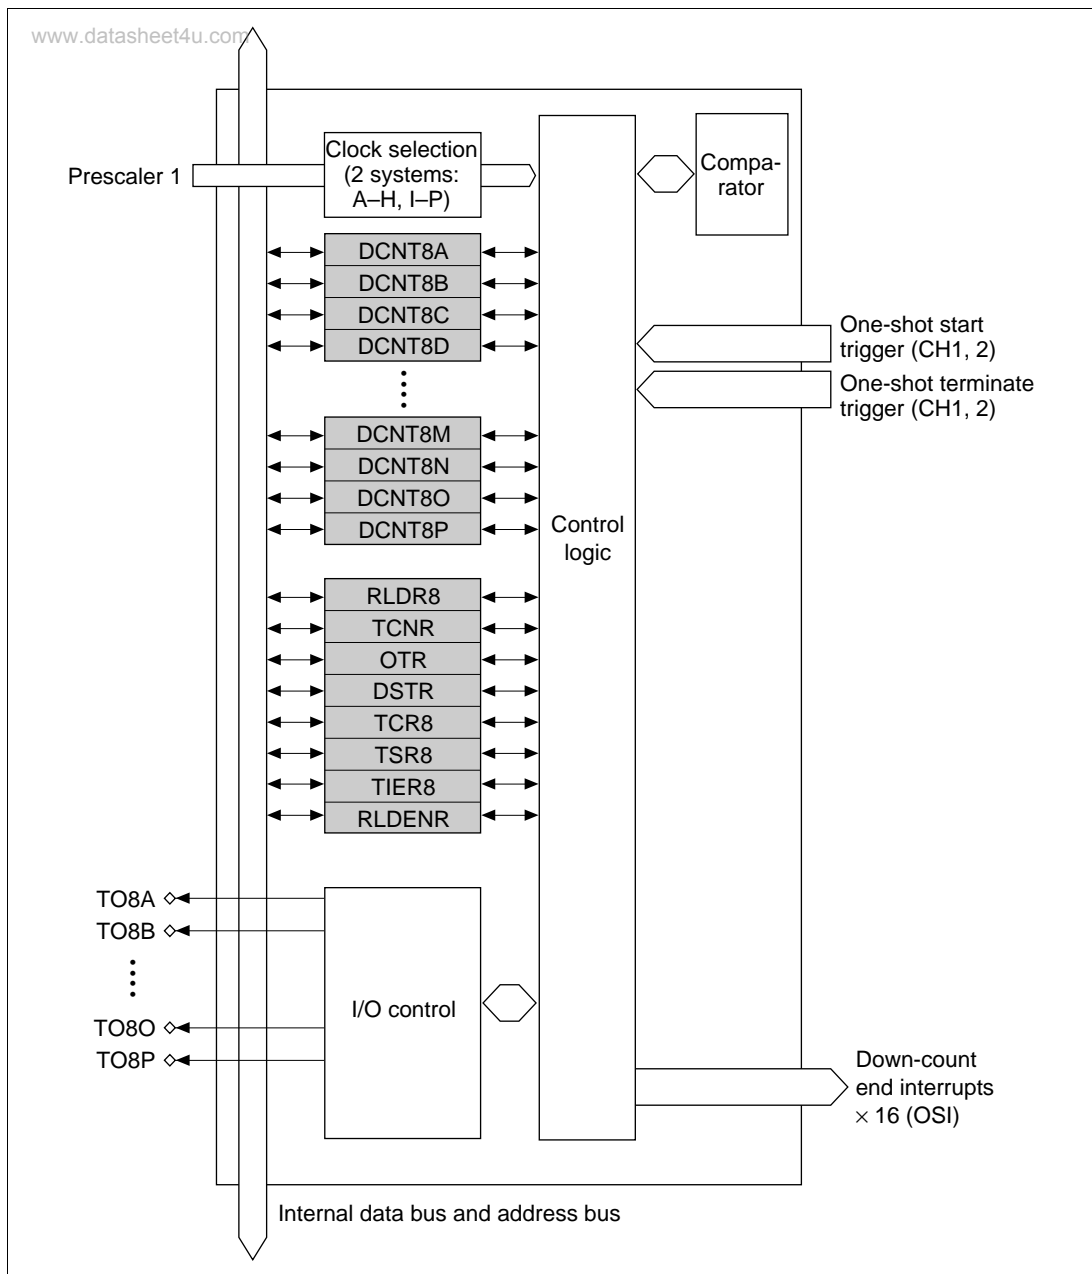 www.datasheet4u.com
Prescaler 1
Clock selection
(2 systems:
A–H, I–P)
Compa-
rator
DCNT8A
DCNT8B
DCNT8C
DCNT8D
One-shot start
trigger (CH1, 2)
One-shot terminate
trigger (CH1, 2)
DCNT8M
DCNT8N
DCNT8O
DCNT8P
Control
logic
RLDR8
TCNR
OTR
DSTR
TCR8
TSR8
TIER8
RLDENR
TO8A
TO8B
TO8O
TO8P
I/O control
Down-count
end interrupts
× 16 (OSI)
Internal data bus and address bus